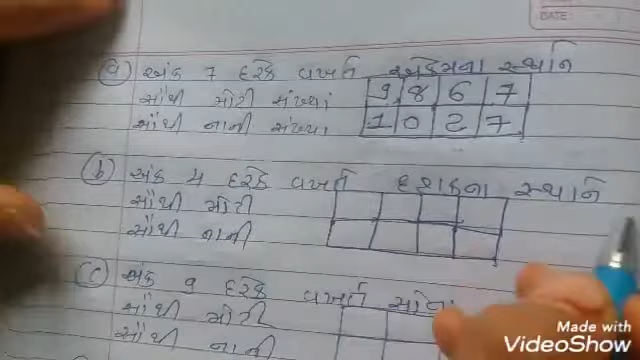 DATE:
(a) અંક 7 દરેક વખતે એકમના સ્થાને
સૌથી મોટી સંખ્યા 9 8 6 7
સૌથી નાની સંખ્યા 1 0 2 7
(b) અંક 4 દરેક વખતે દશકના સ્થાને
સૌથી મોટી
સૌથી નાની
(c) અંક 9 દરેક વખતે
સૌથી મોટી
સૌથી નાની
Made with
VideoShow